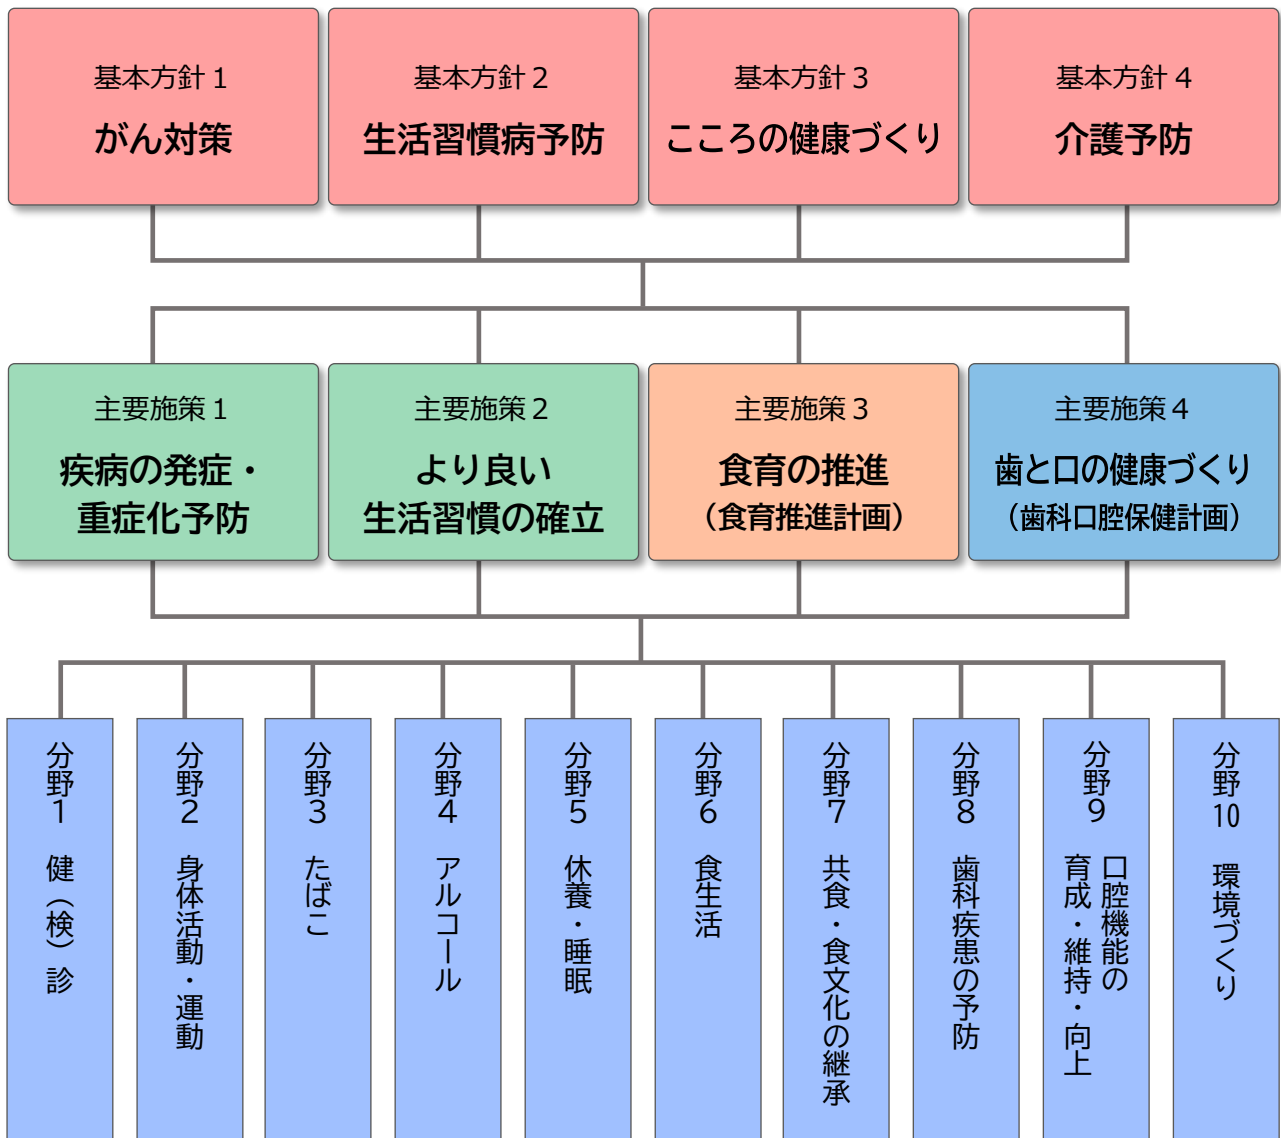 基本方針１
がん対策
基本方針２
生活習慣病予防
基本方針３
こころの健康づくり
基本方針４
介護予防
主要施策１
疾病の発症・
重症化予防
主要施策２
より良い
生活習慣の確立
主要施策３
食育の推進
（食育推進計画）
主要施策４
歯と口の健康づくり
（歯科口腔保健計画）
分野１　健（検）診
分野２　身体活動・運動
分野３　たばこ
分野４　アルコール
分野５　休養・睡眠
分野６　食生活
分野７　共食・食文化の継承
分野８　歯科疾患の予防
分野９　口腔機能の
育成・維持・向上
分野10　環境づくり